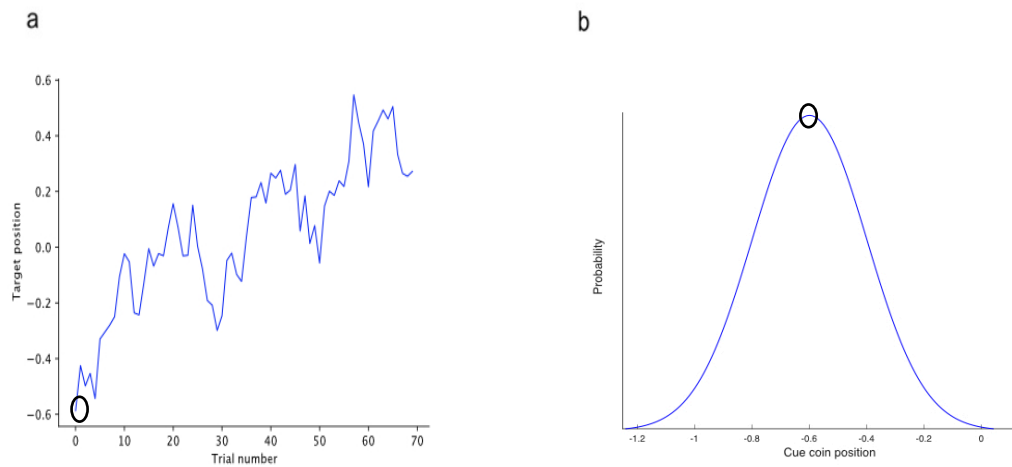 a
0.6
0.4
0.2
0.0
−0.2
−0.4
−0.6
Target position
0 10 20 30 40 50 60 70
Trial number
b
Probability
-1.2 -1 -0.8 -0.6 -0.4 -0.2 0
Cue coin position